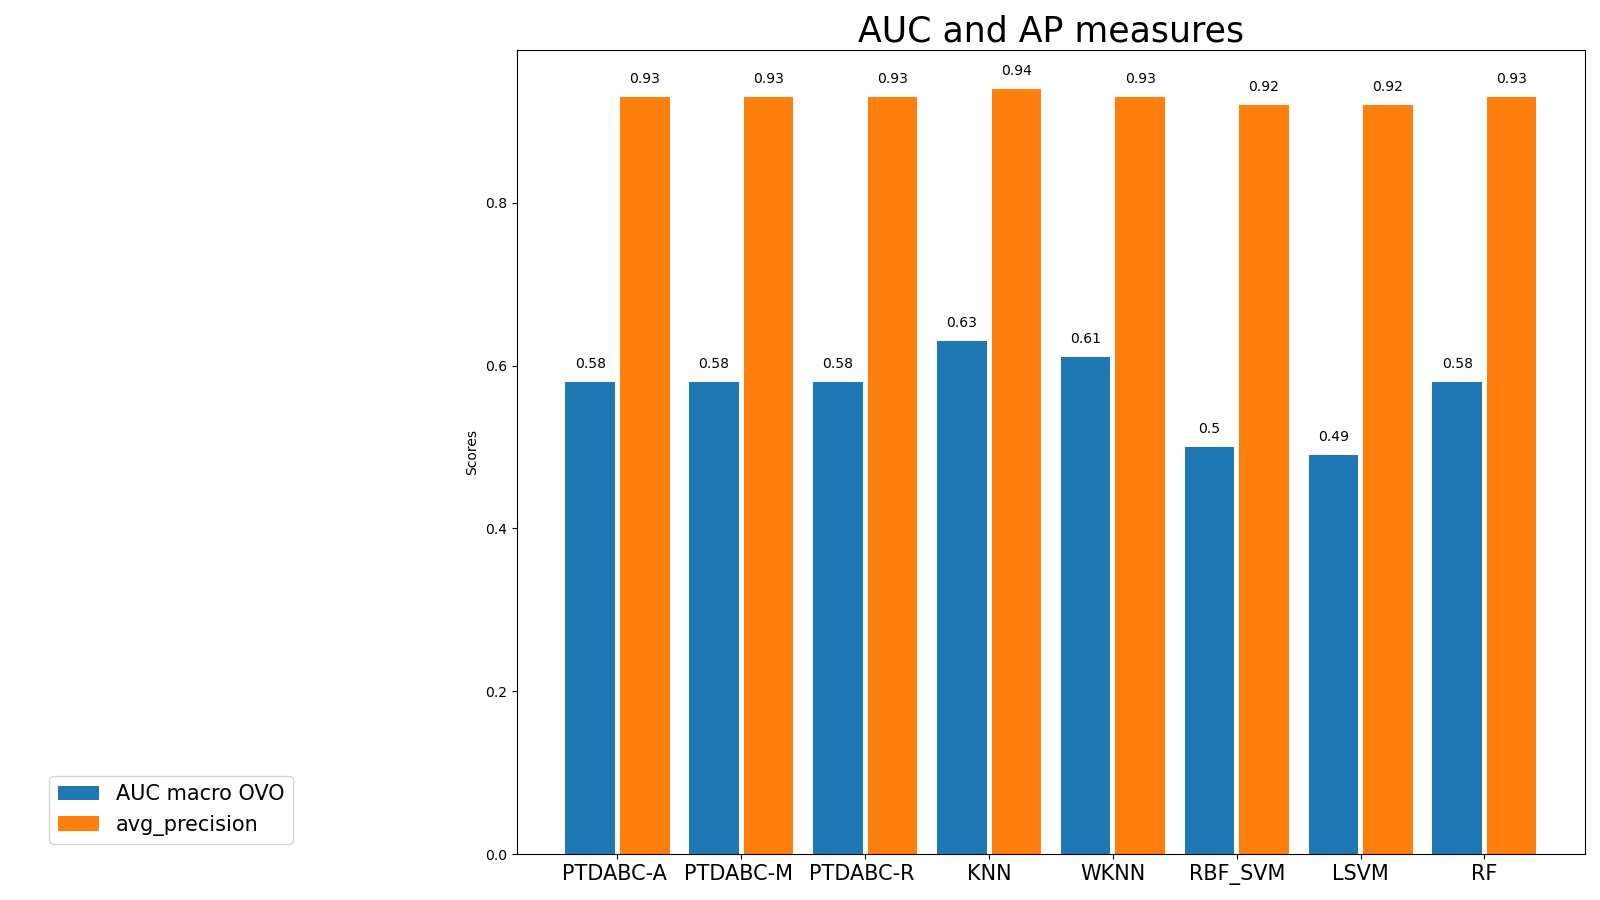 AUC and AP measures
0.93 0.93 0.93 0.94 0.93 0.92 0.92 0.93
0.58 0.58 0.58 0.63 0.61 0.5 0.49 0.58
Scores
0.8
0.6
0.4
0.2
0.0
PTDABC-A PTDABC-M PTDABC-R KNN WKNN RBF_SVM LSVM RF
AUC macro OVO
avg_precision